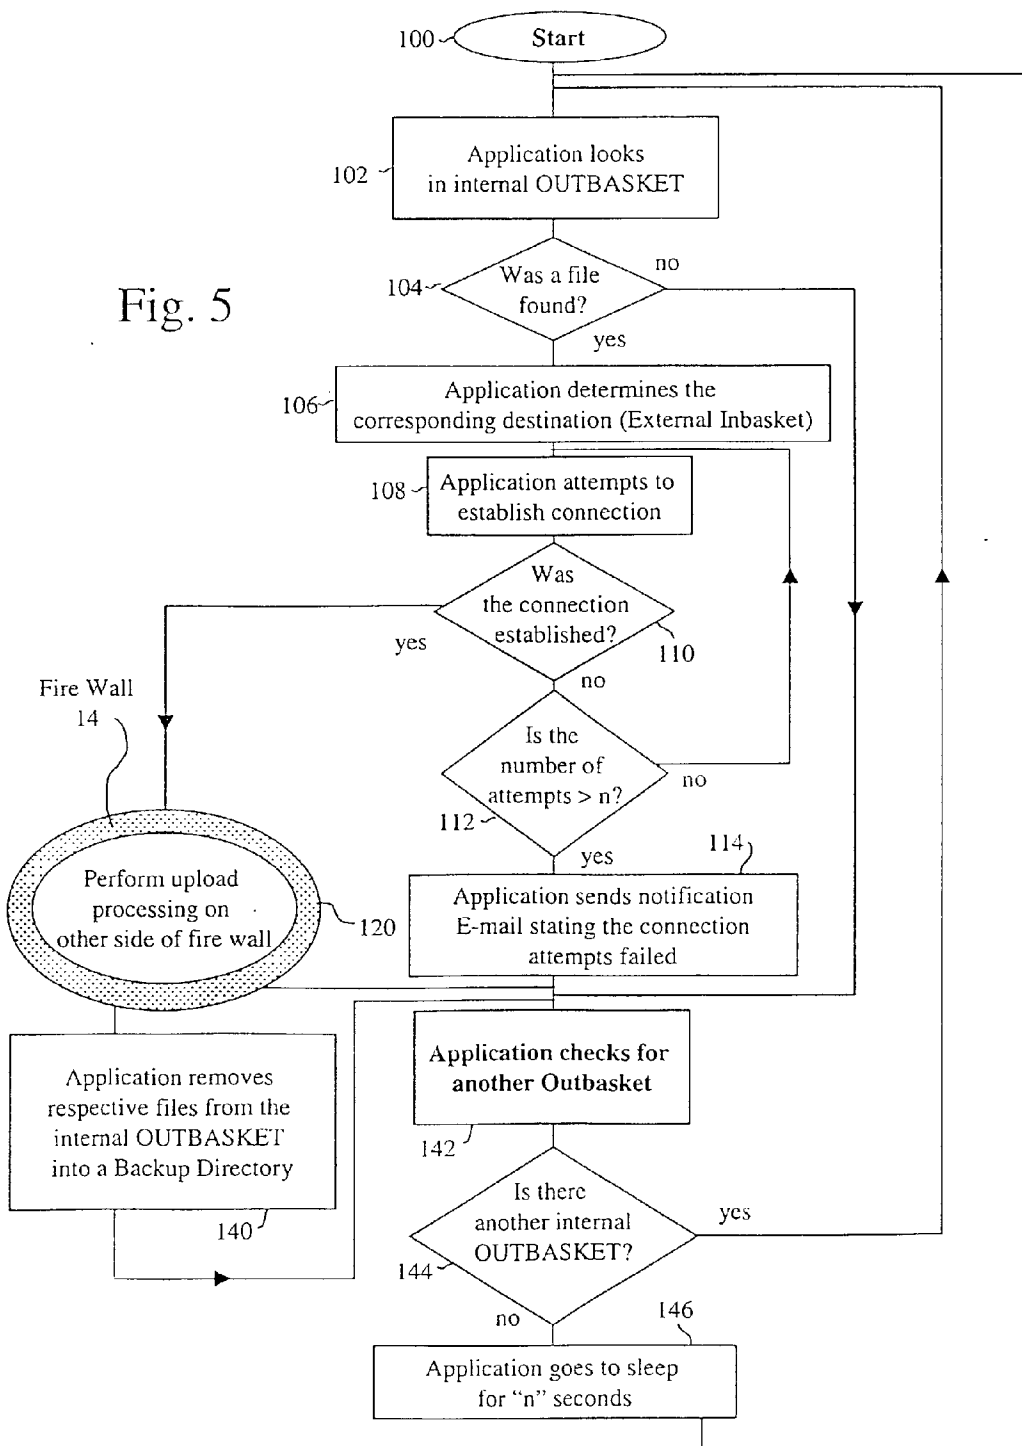 100
Start
102
Application looks
in internal OUTBASKET
Fig. 5
104
Was a file
found?
no
yes
106
Application determines the
corresponding destination (External Inbasket)
108
Application attempts to
establish connection
Was
the connection
established?
yes
110
no
Fire Wall
14
Is the
number of
attempts > n?
no
112
yes
114
Perform upload
processing on
other side of fire wall
120
Application sends notification
E-mail stating the connection
attempts failed
Application checks for
another Outbasket
142
Application removes
respective files from the
internal OUTBASKET
into a Backup Directory
140
Is there
another internal
OUTBASKET?
yes
144
no
146
Application goes to sleep
for “n” seconds